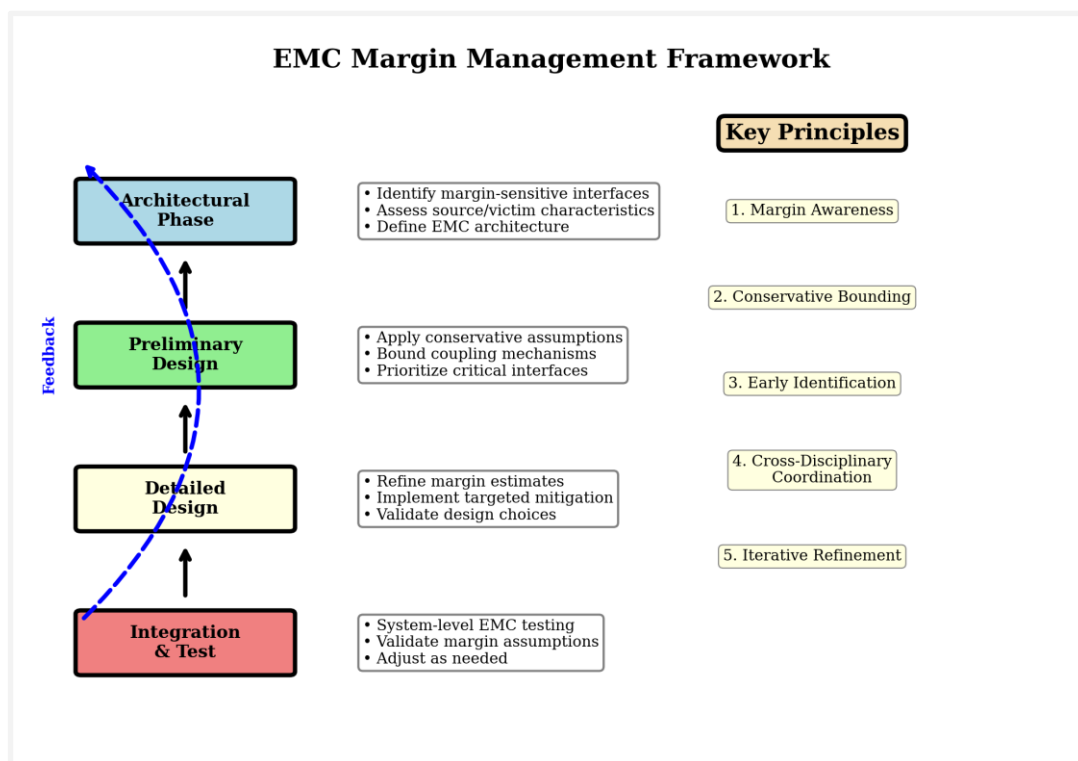 EMC Margin Management Framework
Key Principles
Architectural
Phase
• Identify margin-sensitive interfaces
• Assess source/victim characteristics
• Define EMC architecture
1. Margin Awareness
2. Conservative Bounding
Feedback
Preliminary
Design
• Apply conservative assumptions
• Bound coupling mechanisms
• Prioritize critical interfaces
3. Early Identification
4. Cross-Disciplinary
Coordination
Detailed
Design
• Refine margin estimates
• Implement targeted mitigation
• Validate design choices
5. Iterative Refinement
Integration
& Test
• System-level EMC testing
• Validate margin assumptions
• Adjust as needed